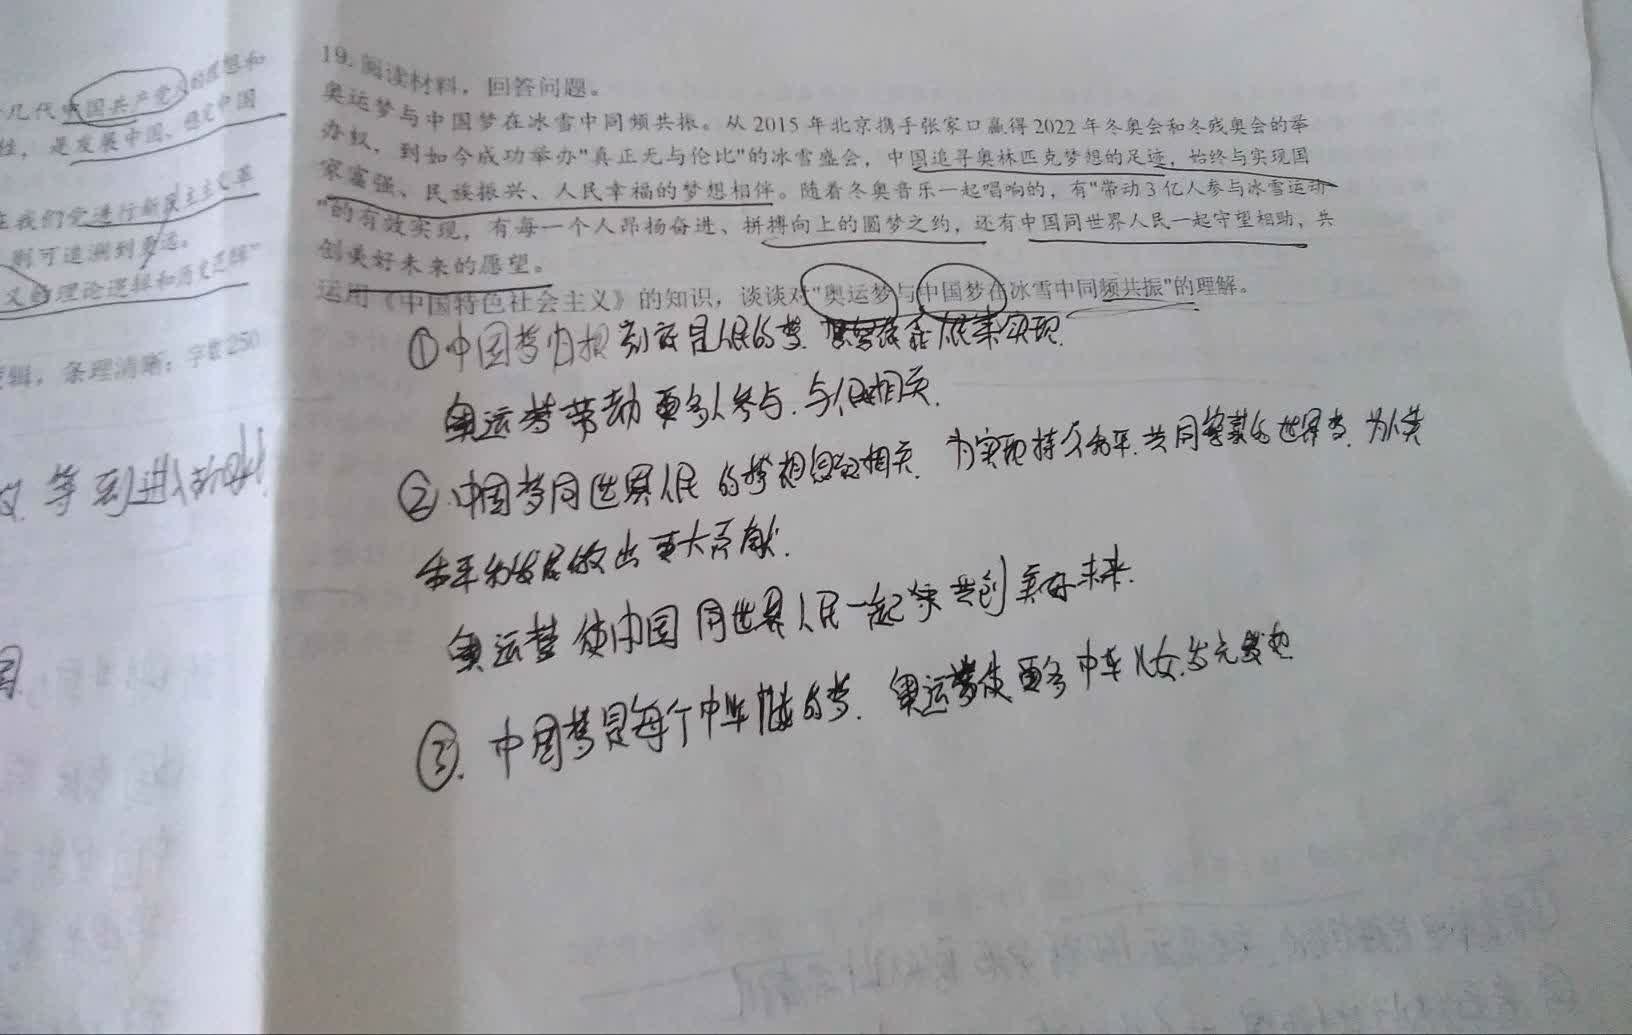 几代中国共产党人的思想和
性，是发展中国、稳定中国
在我们党进行新民主主义革
则可追溯到更远。
义的理论逻辑和历史逻辑"
逻辑，条理清晰；字数250
等 到进入新时代
19. 阅读材料，回答问题。
奥运梦与中国梦在冰雪中同频共振。从2015年北京携手张家口赢得2022年冬奥会和冬残奥会的举
办权，到如今成功举办"真正无与伦比"的冰雪盛会，中国追寻奥林匹克梦想的足迹，始终与实现国
家富强、民族振兴、人民幸福的梦想相伴。随着冬奥音乐一起唱响的，有"带动3亿人参与冰雪运动
"的有效实现，有每一个人昂扬奋进、拼搏向上的圆梦之约，还有中国同世界人民一起守望相助、共
创美好未来的愿望。
运用《中国特色社会主义》的知识，谈谈对"奥运梦与中国梦在冰雪中同频共振"的理解。
①中国梦归根到底是人民的梦.
奥运梦带动更多人参与.与人民相关.
②.中国梦同世界人民的梦想息息相关.为实现持久和平.共同繁荣的世界梦.为人类
和平与发展做出更大贡献.
奥运梦使中国同世界人民一起 共创美好未来.
③.中国梦是每个中华儿女的梦.奥运梦使更多中华儿女